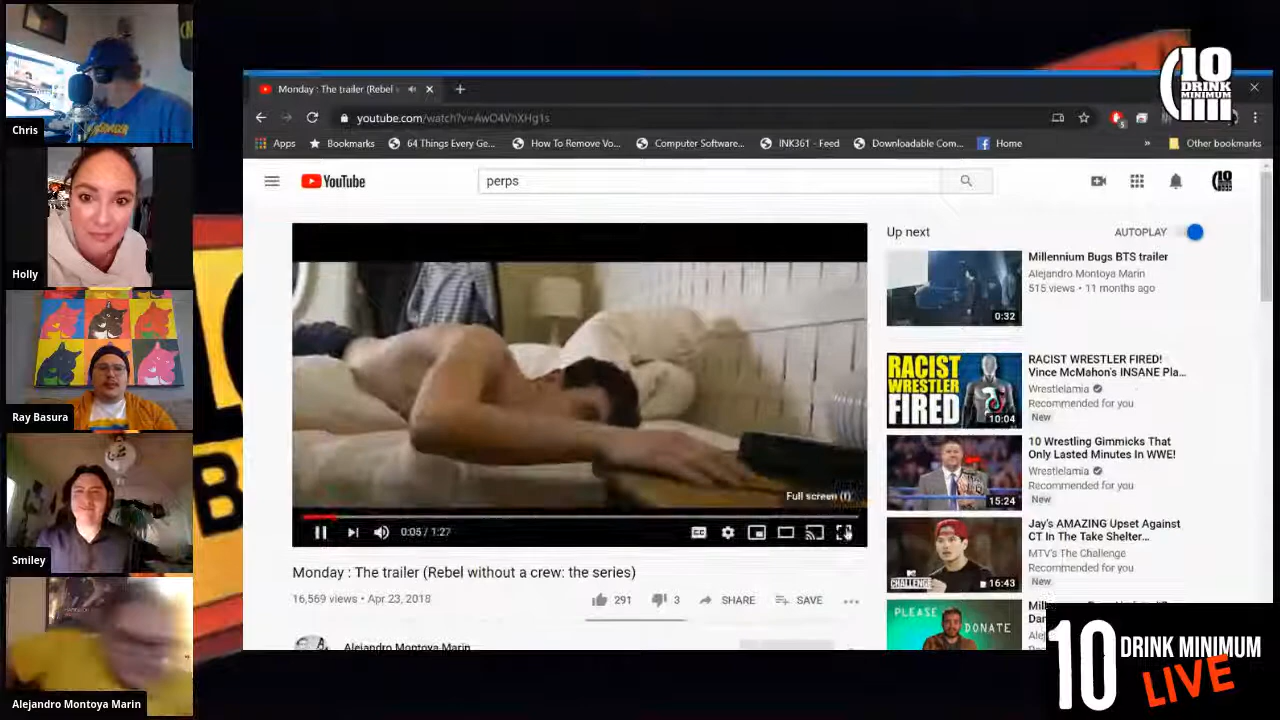 Chris
Holly
Ray Basura
Smiley
Alejandro Montoya Marin
Monday : The trailer (Rebel
youtube.com/watch?v=AwO4VhXHg1s
Apps
Bookmarks
64 Things Every Ge...
How To Remove Vo...
Computer Software...
INK361 - Feed
Downloadable Com...
Home
»
Other bookmarks
YouTube
perps
Full screen (f)
0:05 / 1:27
Monday : The trailer (Rebel without a crew: the series)
16,569 views • Apr 23, 2018
291
3
SHARE
SAVE
Alejandro Montoya Marin
Up next
AUTOPLAY
0:32
Millennium Bugs BTS trailer
Alejandro Montoya Marin
515 views • 11 months ago
RACIST
WRESTLER
FIRED
10:04
RACIST WRESTLER FIRED!
Vince McMahon's INSANE Pla...
Wrestlelamia
Recommended for you
New
15:24
10 Wrestling Gimmicks That
Only Lasted Minutes In WWE!
Wrestlelamia
Recommended for you
New
CHALLENGE
16:43
Jay's AMAZING Upset Against
CT In The Take Shelter...
MTV's The Challenge
Recommended for you
New
PLEASE
DONATE
10
DRINK
MINIMUM
10
DRINK MINIMUM
LIVE